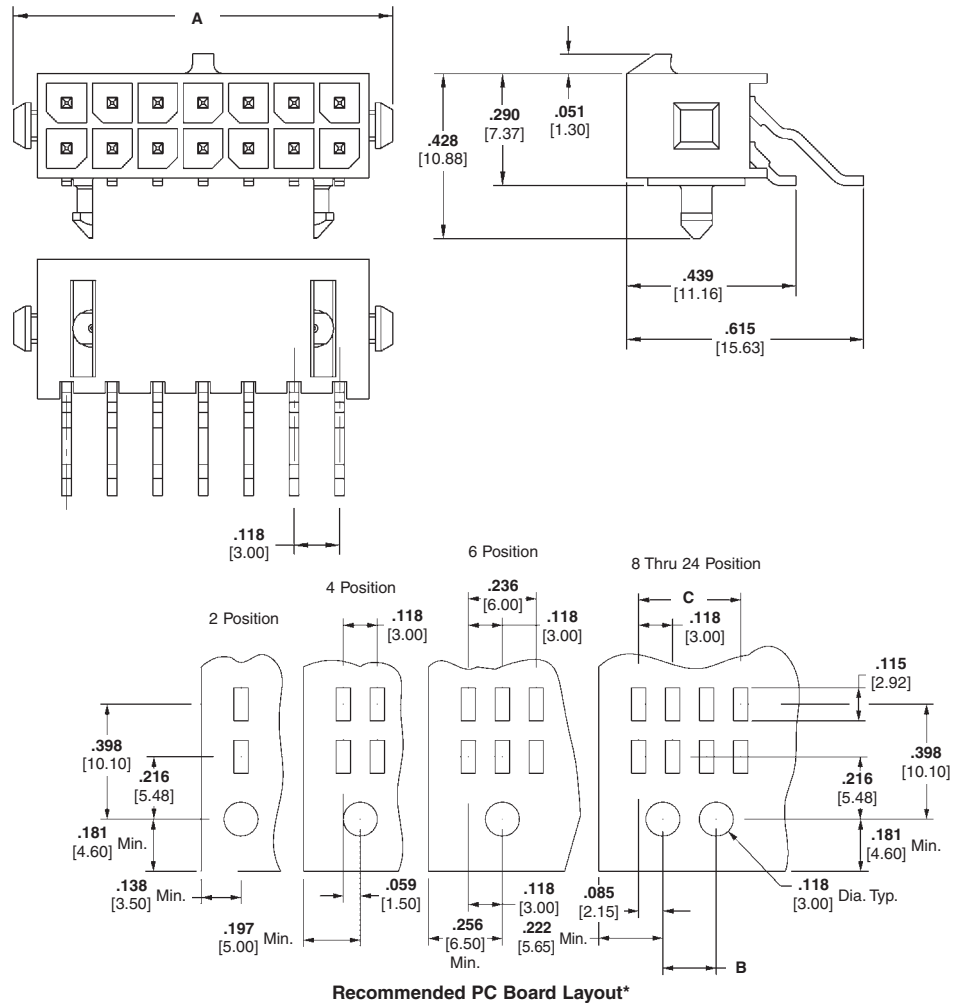 A
.051
[1.30]
.290
[7.37]
.428
[10.88]
.439
[11.16]
.615
[15.63]
.118
[3.00]
2 Position
.398
[10.10]
.216
[5.48]
.181
[4.60] Min.
.138
[3.50] Min.
4 Position
.118
[3.00]
.059
[1.50]
.197
[5.00] Min.
6 Position
.236
[6.00]
.118
[3.00]
.118
[3.00]
.256
[6.50]
Min.
8 Thru 24 Position
C
.118
[3.00]
.115
[2.92]
.398
[10.10]
.216
[5.48]
.181
[4.60] Min.
.085
[2.15]
.222
[5.65] Min.
.118
[3.00] Dia. Typ.
B
Recommended PC Board Layout*